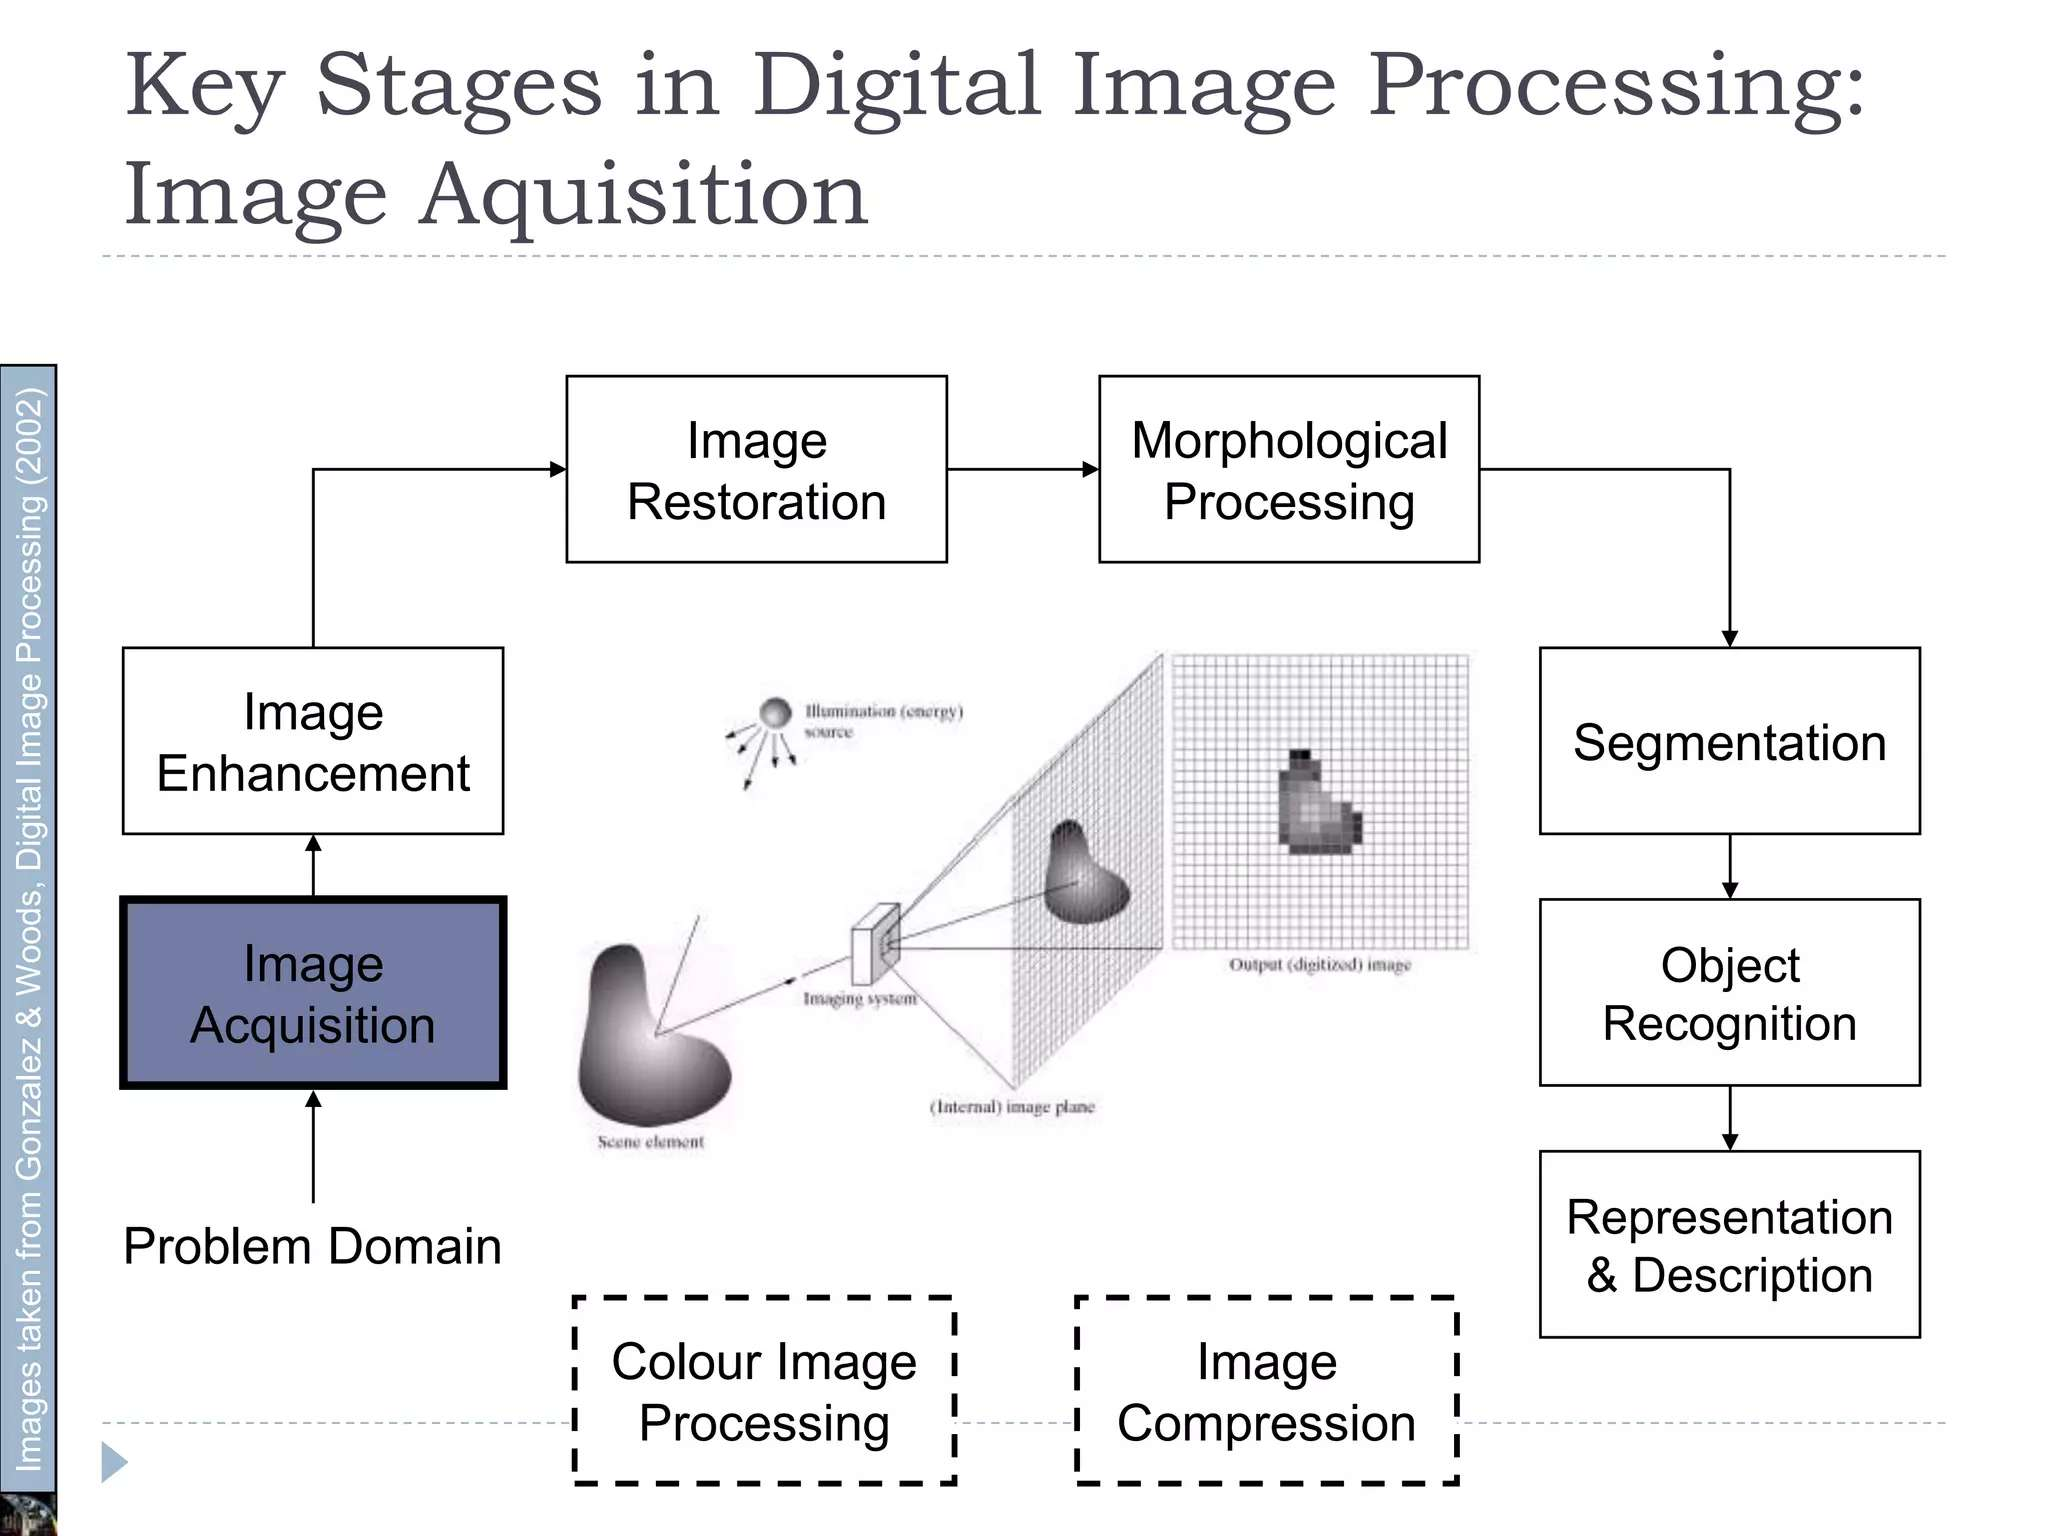 Key Stages in Digital Image Processing:
Image Aquisition
Images taken from Gonzalez & Woods, Digital Image Processing (2002)
Image
Restoration
Morphological
Processing
Image
Enhancement
Illumination (energy)
source
Segmentation
Image
Acquisition
Imaging system
Output (digitized) image
Object
Recognition
(Internal) image plane
Scene element
Problem Domain
Representation
& Description
Colour Image
Processing
Image
Compression